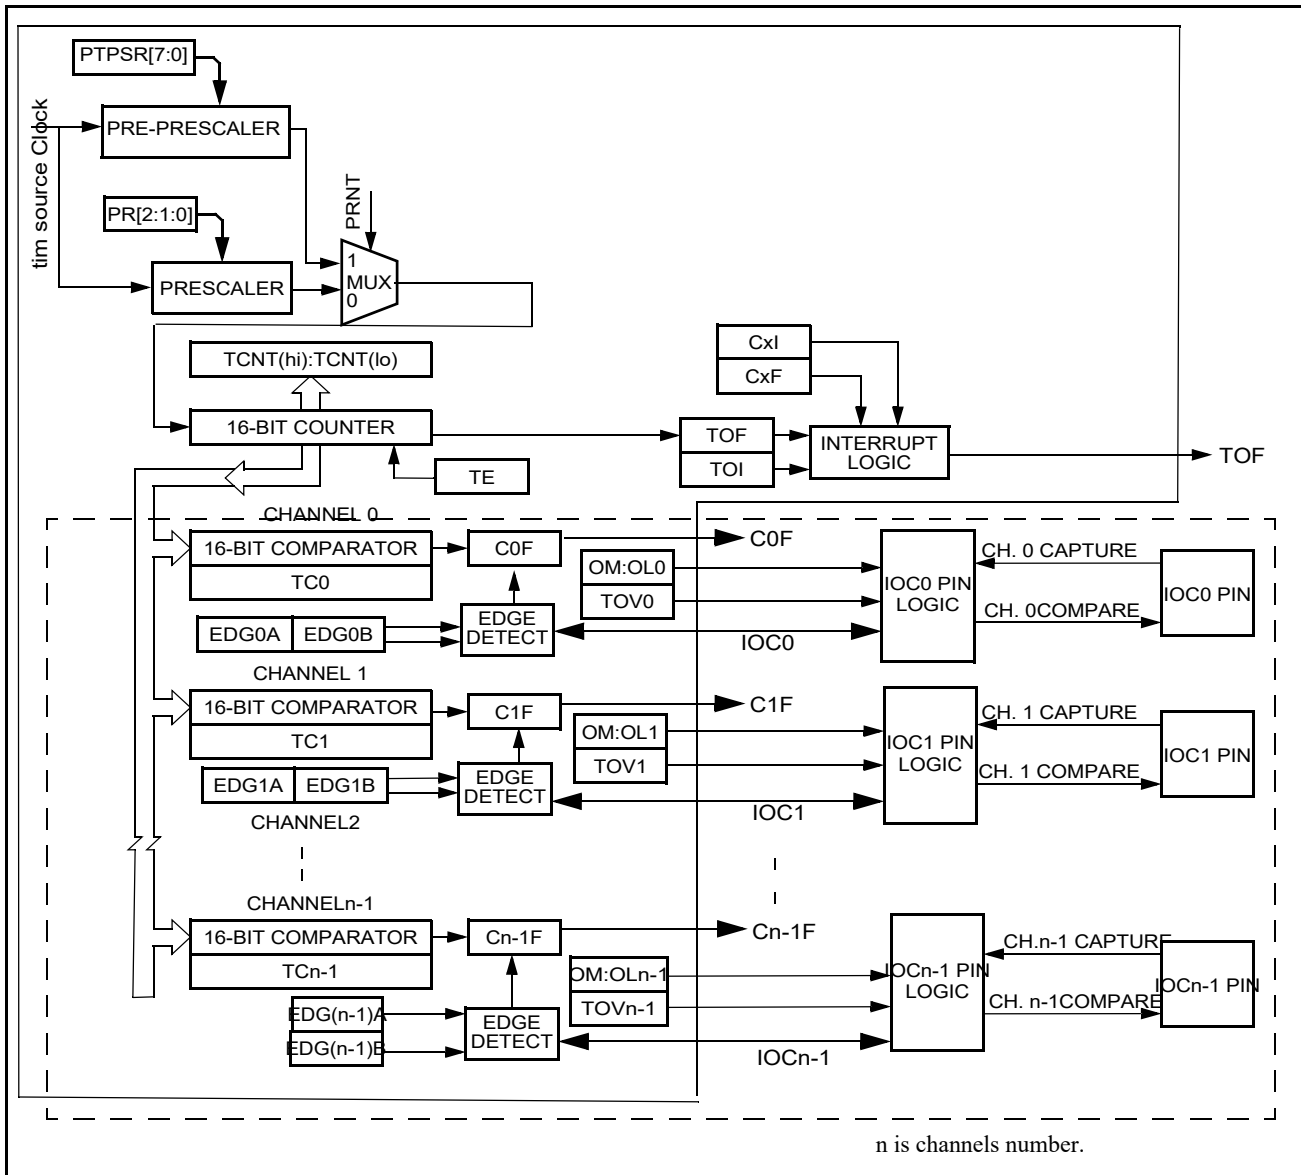 PTPSR[7:0]
tim source Clock
PRE-PRESCALER
PR[2:1:0]
PRNT
1
MUX
0
PRESCALER
TCNT(hi):TCNT(lo)
CxI
CxF
16-BIT COUNTER
TOF
TOI
INTERRUPT
LOGIC
TOF
TE
CHANNEL 0
16-BIT COMPARATOR
TC0
C0F
C0F
OM:OL0
TOV0
IOC0 PIN
LOGIC
CH. 0 CAPTURE
CH. 0COMPARE
IOC0 PIN
EDG0A
EDG0B
EDGE
DETECT
IOC0
CHANNEL 1
16-BIT COMPARATOR
TC1
C1F
C1F
OM:OL1
TOV1
IOC1 PIN
LOGIC
CH. 1 CAPTURE
CH. 1 COMPARE
IOC1 PIN
EDG1A
EDG1B
EDGE
DETECT
IOC1
CHANNEL2
CHANNELn-1
16-BIT COMPARATOR
TCn-1
Cn-1F
Cn-1F
OM:OLn-1
TOVn-1
IOCn-1 PIN
LOGIC
CH.n-1 CAPTURE
CH. n-1COMPARE
IOCn-1 PIN
EDG(n-1)A
EDG(n-1)B
EDGE
DETECT
IOCn-1
n is channels number.